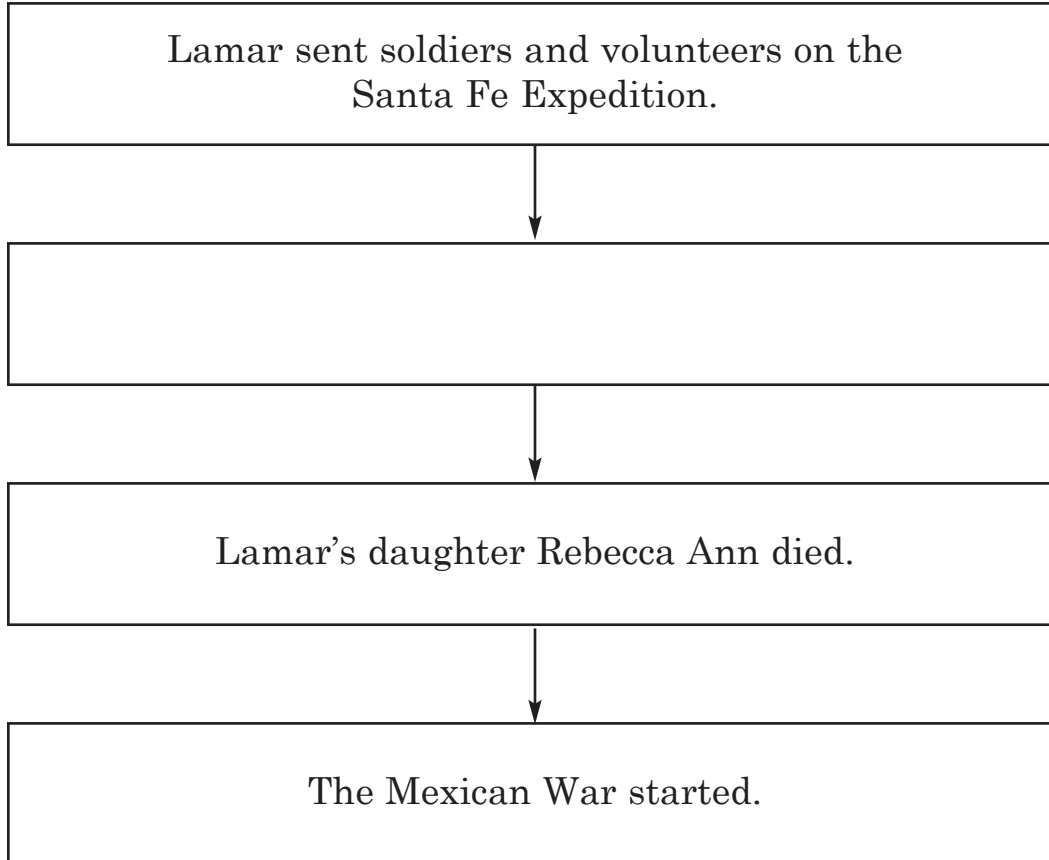 Lamar sent soldiers and volunteers on the
Santa Fe Expedition.
Lamar’s daughter Rebecca Ann died.
The Mexican War started.